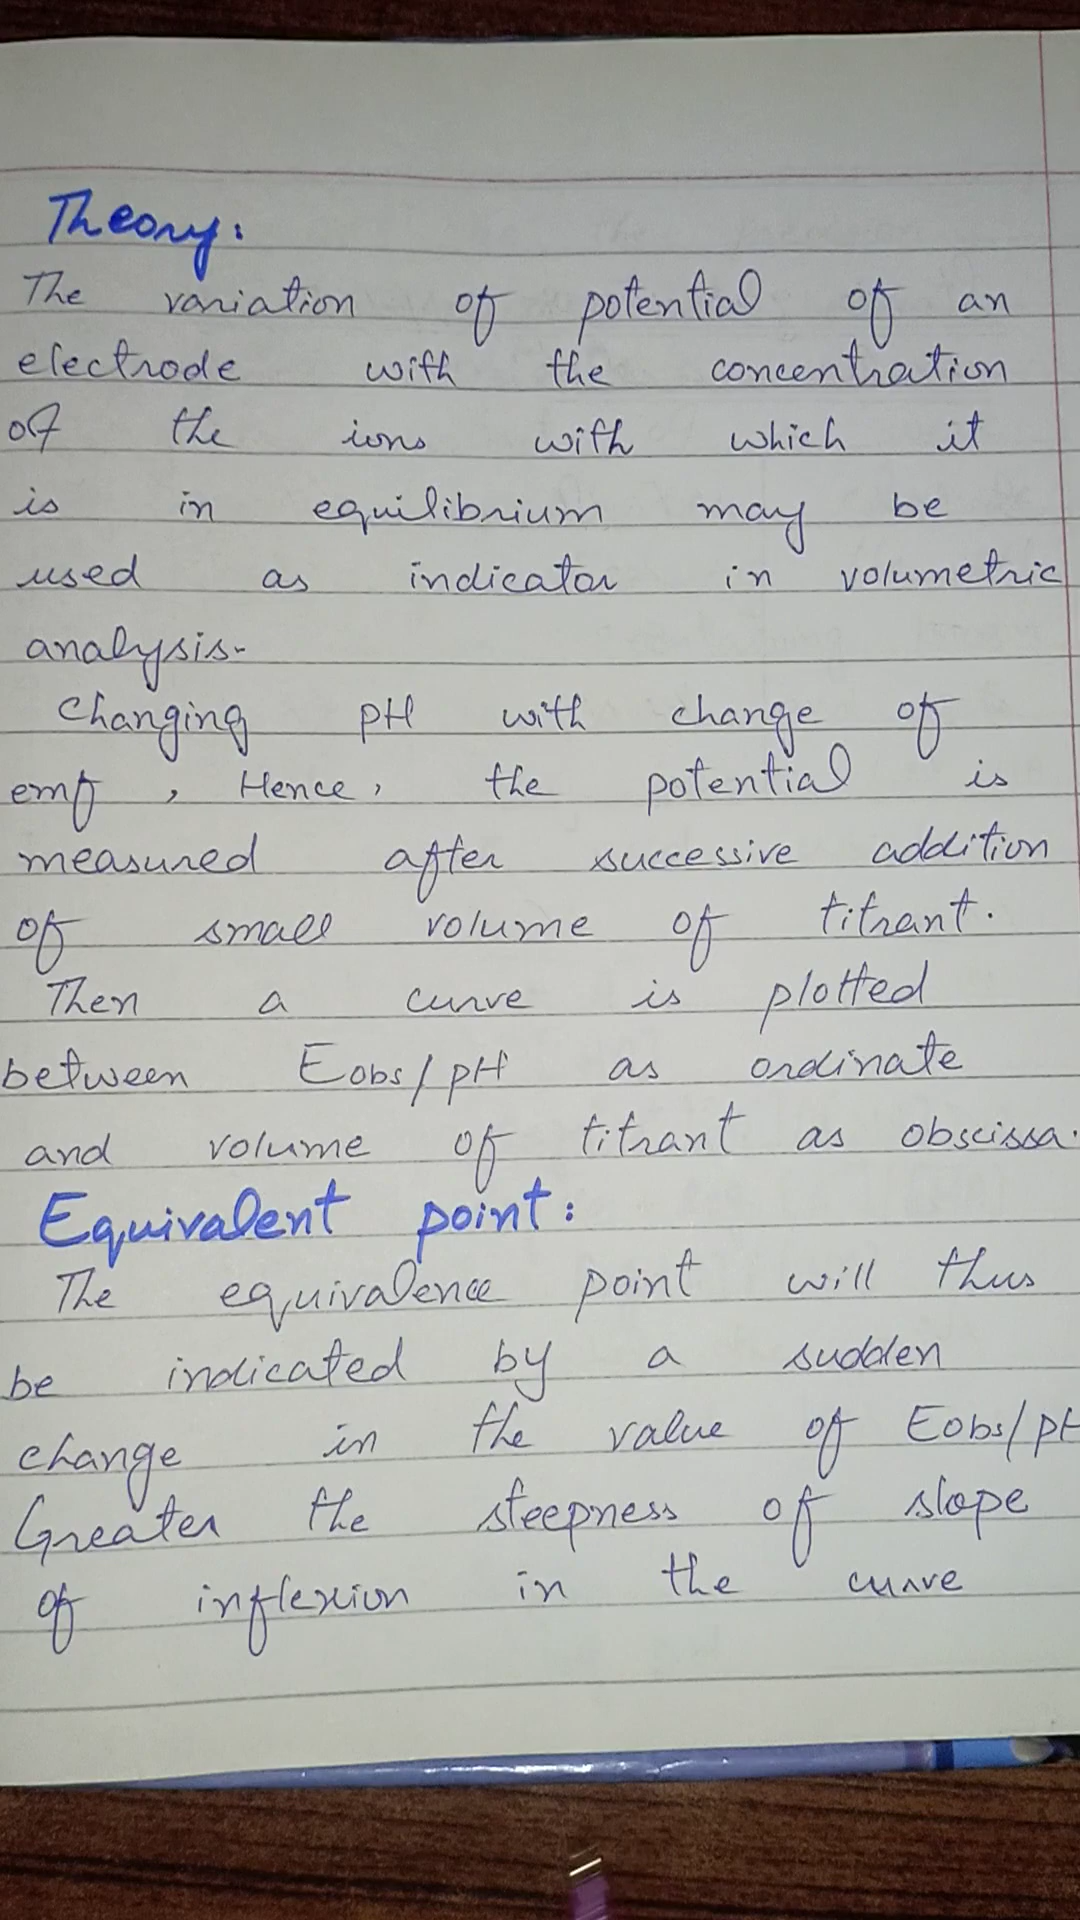 Theory:
The variation of potential of an
electrode with the concentration
of the ions with which it
is in equilibrium may be
used as indicator in volumetric
analysis-
Changing pH with change of
emf, Hence, the potential is
measured after successive addition
of small volume of titrant.
Then a curve is plotted
between Eobs/pH as ordinate
and volume of titrant as obscissa.
Equivalent point:
The equivalence point will thus
be indicated by a sudden
change in the value of Eobs/pH
Greater the steepness of slope
of inflexion in the curve